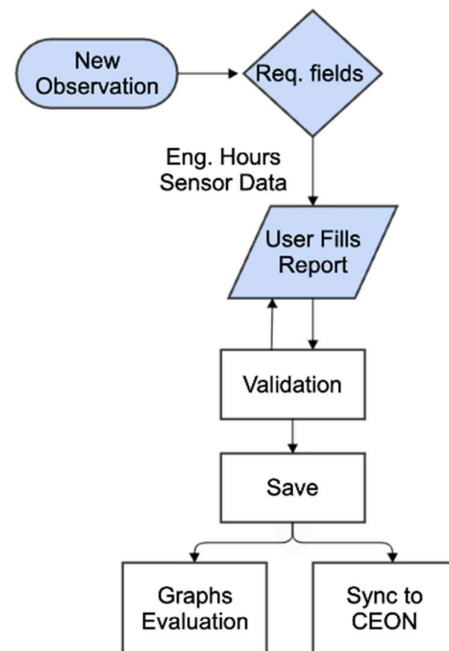 New
Observation
Req. fields
Eng. Hours
Sensor Data
User Fills
Report
Validation
Save
Graphs
Evaluation
Sync to
CEON